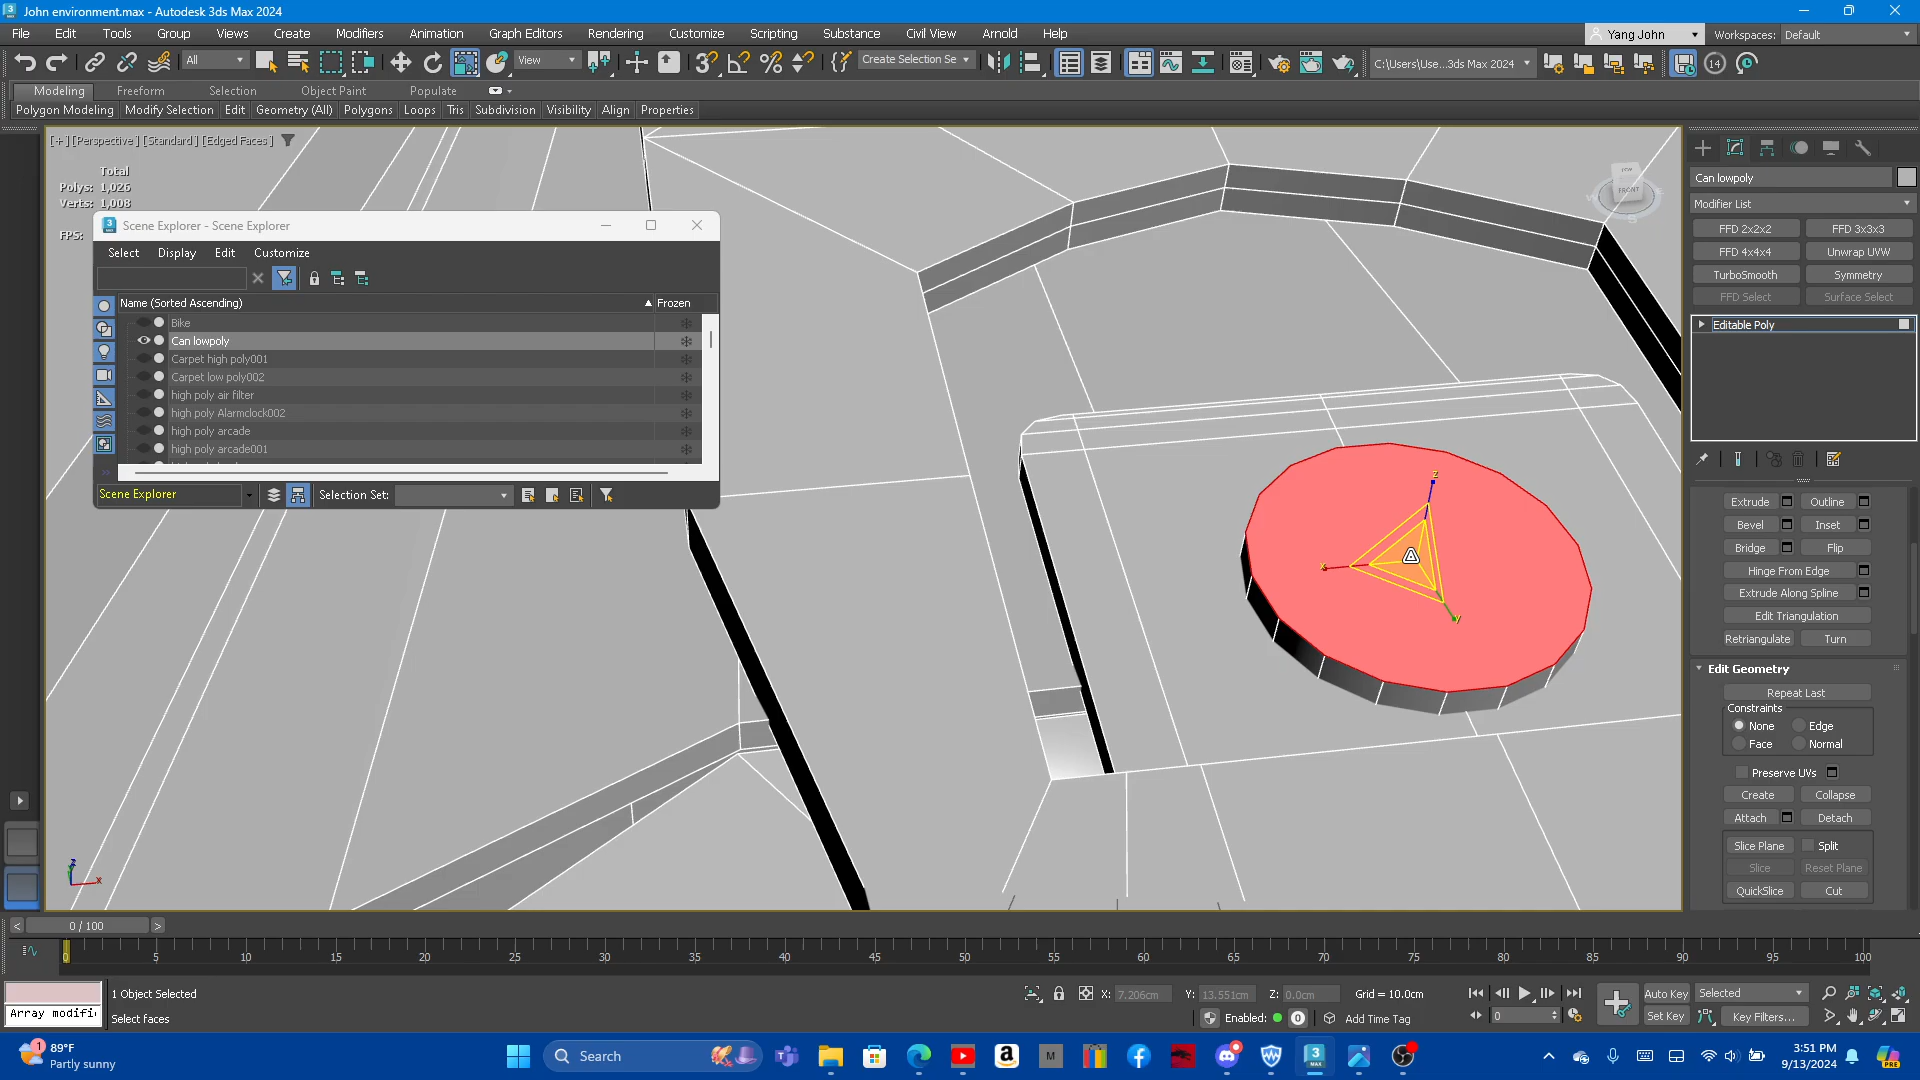 John environment.max - Autodesk 3ds Max 2024
File Edit Tools Group Views Create Modifiers Animation Graph Editors Rendering Customize Scripting Substance Civil View Arnold Help
Yang John Workspaces: Default
All View Create Selection Se C:\Users\Use...3ds Max 2024 14
Modeling Freeform Selection Object Paint Populate
Polygon Modeling Modify Selection Edit Geometry (All) Polygons Loops Tris Subdivision Visibility Align Properties
[+] [Perspective] [Standard] [Edged Faces]
Total
Polys: 1,026
Verts: 1,008
FPS:
Scene Explorer - Scene Explorer
Select Display Edit Customize
Name (Sorted Ascending) Frozen
Bike
Can lowpoly
Carpet high poly001
Carpet low poly002
high poly air filter
high poly Alarmclock002
high poly arcade
high poly arcade001
Scene Explorer Selection Set:
FRONT
z
x
y
z
x
Can lowpoly
Modifier List
FFD 2x2x2 FFD 3x3x3
FFD 4x4x4 Unwrap UVW
TurboSmooth Symmetry
FFD Select Surface Select
Editable Poly
Extrude Outline
Bevel Inset
Bridge Flip
Hinge From Edge
Extrude Along Spline
Edit Triangulation
Retriangulate Turn
Edit Geometry
Repeat Last
Constraints
None Edge
Face Normal
Preserve UVs
Create Collapse
Attach Detach
Slice Plane Split
Slice Reset Plane
QuickSlice Cut
< 0 / 100 >
0 5 10 15 20 25 30 35 40 45 50 55 60 65 70 75 80 85 90 95 100
1 Object Selected X: 7.206cm Y: 13.551cm Z: 0.0cm Grid = 10.0cm Auto Key Selected
Array modifi Select faces Enabled: 0 Add Time Tag 0 Set Key Key Filters...
1 89°F
Partly sunny
Search
3:51 PM
9/13/2024